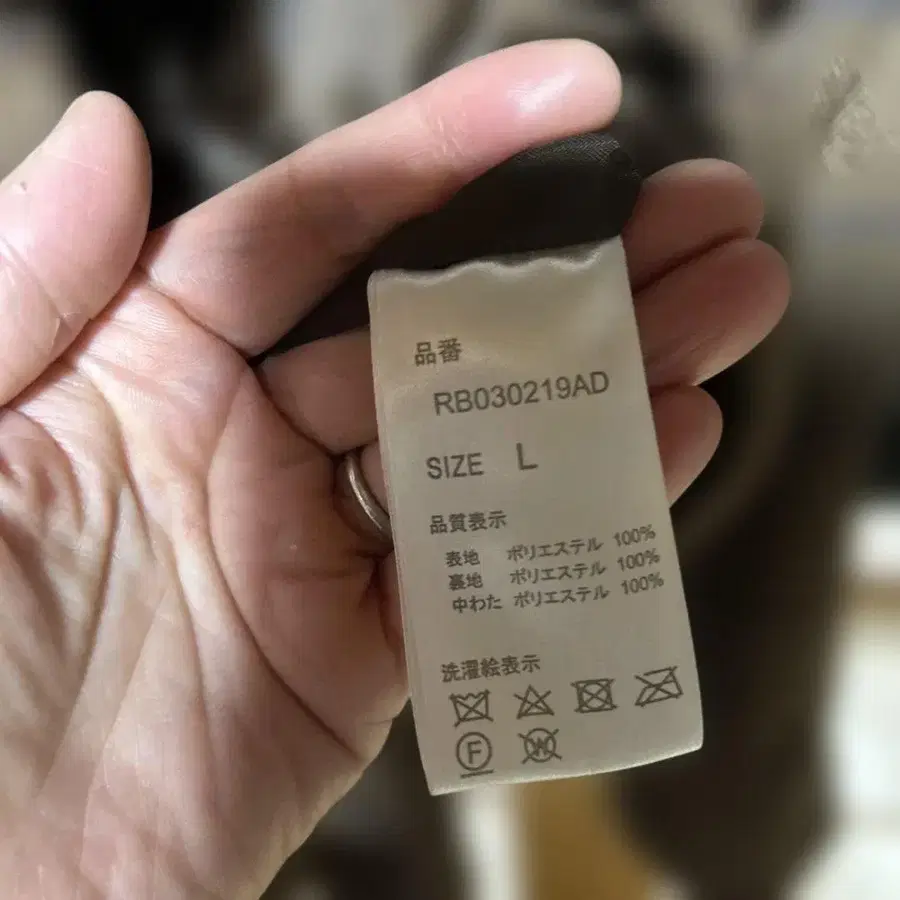 品番
RB030219AD
SIZE L
品質表示
表地 ポリエステル 100%
裏地 ポリエステル 100%
中わた ポリエステル 100%
洗濯絵表示
F W